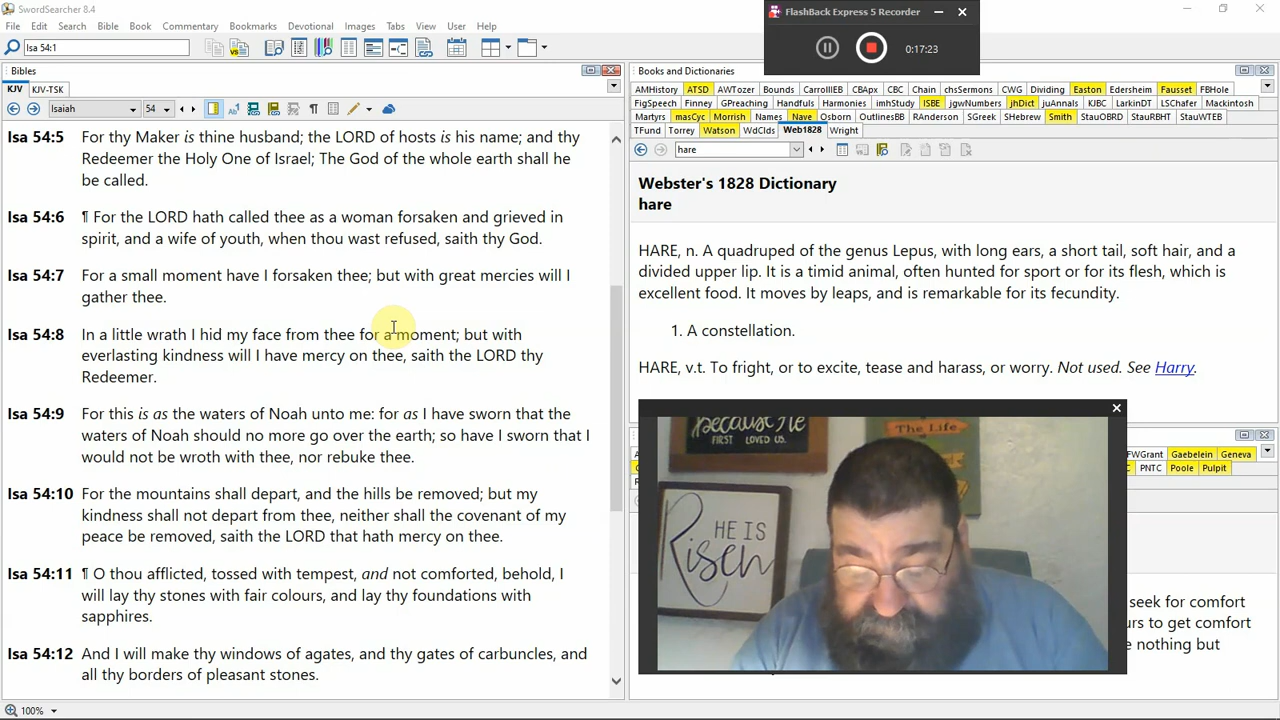 SwordSearcher 8.4
File Edit Search Bible Book Commentary Bookmarks Devotional Images Tabs View User Help
Isa 54:1
FlashBack Express 5 Recorder
0:17:23
Bibles
KJV KJV-TSK
Isaiah 54
Isa 54:5 For thy Maker is thine husband; the LORD of hosts is his name; and thy
Redeemer the Holy One of Israel; The God of the whole earth shall he
be called.
Isa 54:6 ¶ For the LORD hath called thee as a woman forsaken and grieved in
spirit, and a wife of youth, when thou wast refused, saith thy God.
Isa 54:7 For a small moment have I forsaken thee; but with great mercies will I
gather thee.
Isa 54:8 In a little wrath I hid my face from thee for a moment; but with
everlasting kindness will I have mercy on thee, saith the LORD thy
Redeemer.
Isa 54:9 For this is as the waters of Noah unto me: for as I have sworn that the
waters of Noah should no more go over the earth; so have I sworn that I
would not be wroth with thee, nor rebuke thee.
Isa 54:10 For the mountains shall depart, and the hills be removed; but my
kindness shall not depart from thee, neither shall the covenant of my
peace be removed, saith the LORD that hath mercy on thee.
Isa 54:11 ¶ O thou afflicted, tossed with tempest, and not comforted, behold, I
will lay thy stones with fair colours, and lay thy foundations with
sapphires.
Isa 54:12 And I will make thy windows of agates, and thy gates of carbuncles, and
all thy borders of pleasant stones.
100%
Books and Dictionaries
AMHistory ATSD AWTozer Bounds CarrollEB CBApx CBC Chain chsSermons CWG Dividing Easton Edersheim Fausset FBHole
FigSpeech Finney GPreaching Handfuls Harmonies imhStudy ISBE jgwNumbers jhDict juAnnals KJBC LarkinDT LSChafer Mackintosh
Martyrs masCyc Morrish Names Nave Osborn OutlinesBB RAnderson SGreek SHebrew Smith StauOBRD StauRBHT StauWTEB
TFund Torrey Watson WdClds Web1828 Wright
hare
Webster's 1828 Dictionary
hare
HARE, n. A quadruped of the genus Lepus, with long ears, a short tail, soft hair, and a
divided upper lip. It is a timid animal, often hunted for sport or for its flesh, which is
excellent food. It moves by leaps, and is remarkable for its fecundity.
1. A constellation.
HARE, v.t. To fright, or to excite, tease and harass, or worry. Not used. See Harry.
FWGrant Gaebelein Geneva
PNTC Poole Pulpit
seek for comfort
urs to get comfort
e nothing but
Because He
FIRST LOVED US.
The Life.
HE IS
Risen